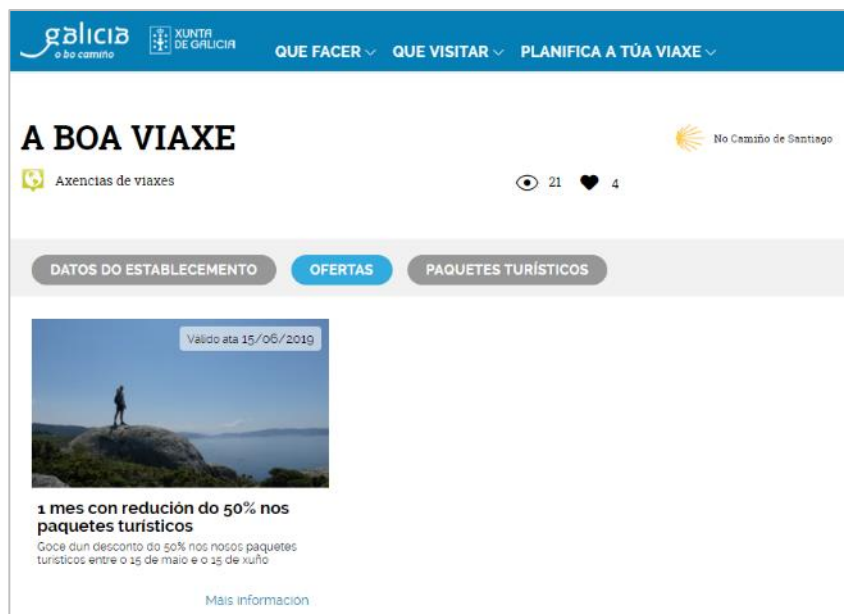 galicia
o bo camiño
XUNTA
DE GALICIA
QUE FACER
QUE VISITAR
PLANIFICA A TÚA VIAXE
A BOA VIAXE
No Camiño de Santiago
Axencias de viaxes
21
4
DATOS DO ESTABLECEMENTO
OFERTAS
PAQUETES TURÍSTICOS
Válido ata 15/06/2019
1 mes con redución do 50% nos
paquetes turísticos
Goce dun desconto do 50% nos nosos paquetes
turísticos entre o 15 de maio e o 15 de xuño
Máis información